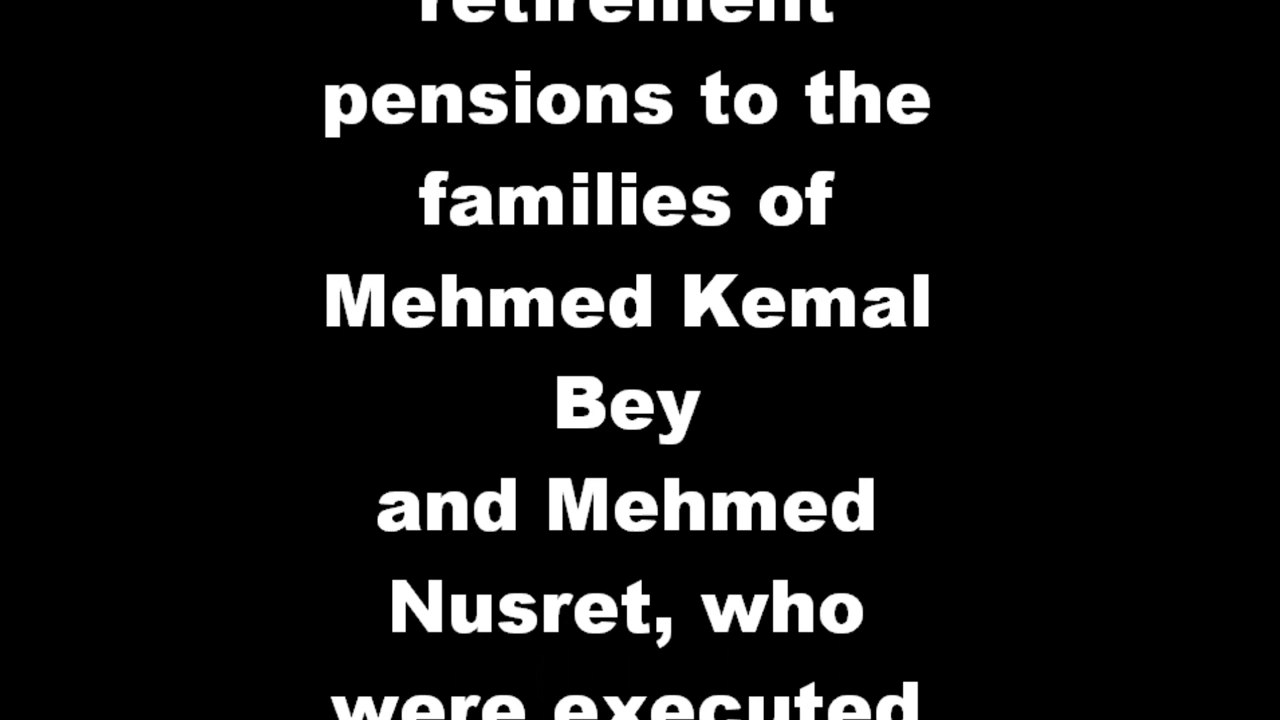 retirement
pensions to the
families of
Mehmed Kemal
Bey
and Mehmed
Nusret, who
were executed